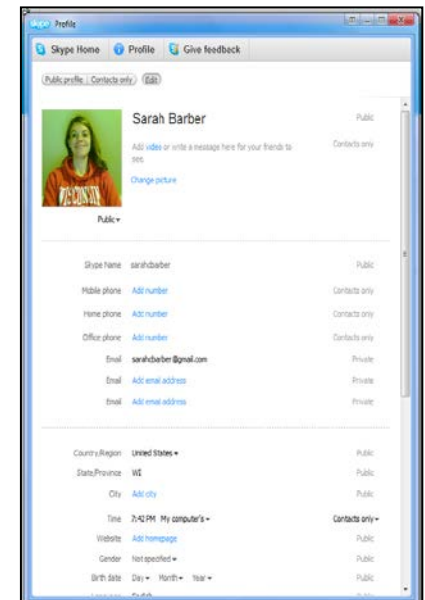 skype Profile
Skype Home Profile Give feedback
Public profile | Contacts only Edit
Sarah Barber Public
Add video or write a message here for your friends to see. Contacts only
Change picture
WISCONSIN
Public
Skype Name sarahcbarber Public
Mobile phone Add number Contacts only
Home phone Add number Contacts only
Office phone Add number Contacts only
Email sarahcbarber@gmail.com Private
Email Add email address Private
Email Add email address Private
Country/Region United States Public
State/Province WI Public
City Add city Public
Time 7:42 PM My computer's Contacts only
Website Add homepage Public
Gender Not specified Public
Birth date Day Month Year Public